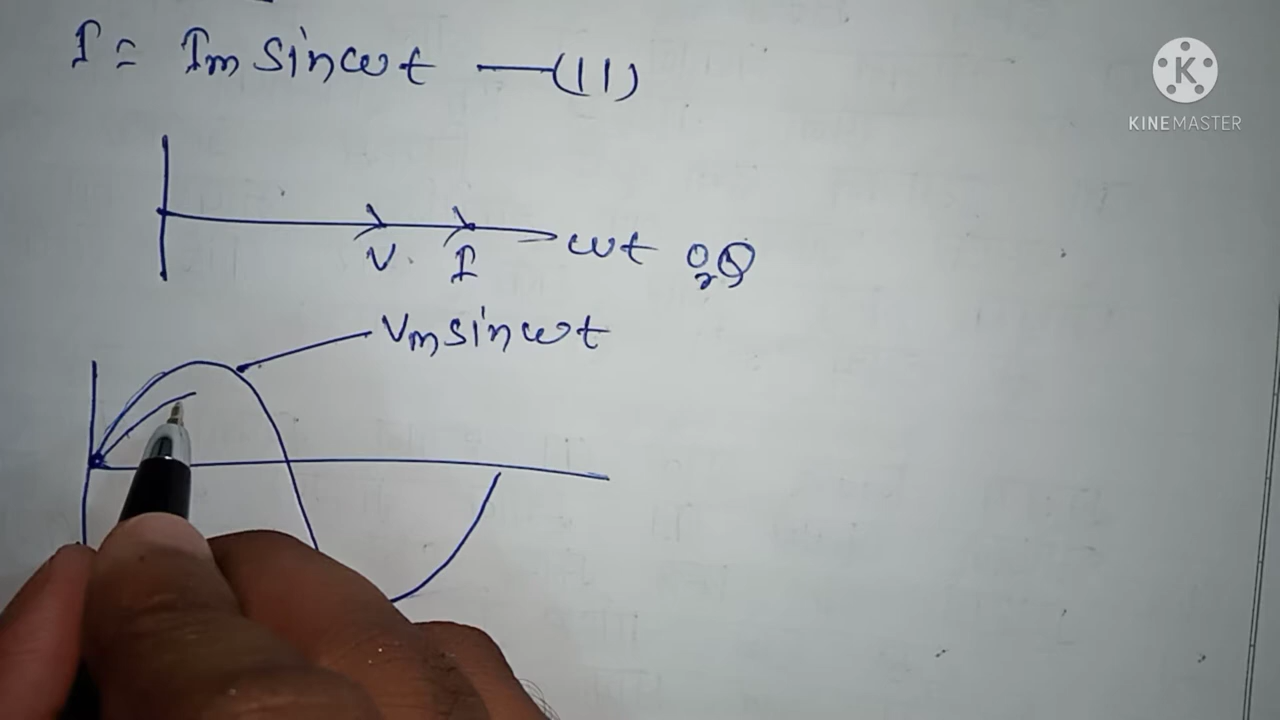 I = Im sinωt —(11)
V I ωt
Vm sinωt
K
KINEMASTER